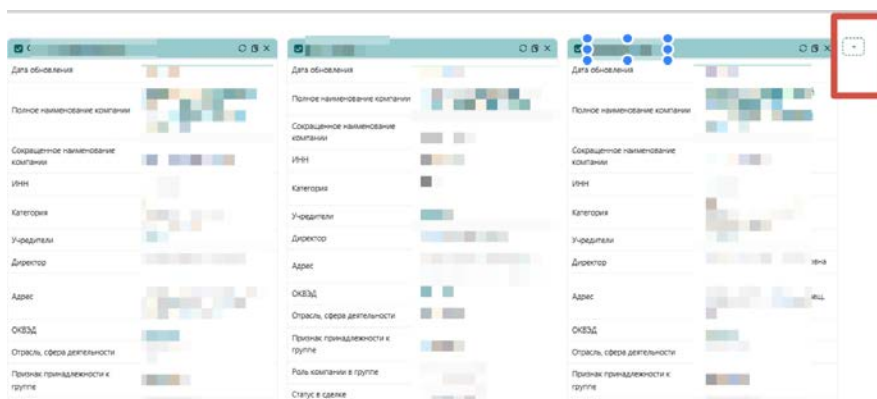 Дата обновления
Полное наименование компании
Сокращенное наименование
компании
ИНН
Категория
Учредители
Директор
Адрес
ОКВЭД
Отрасль, сфера деятельности
Признак принадлежности к
группе
Дата обновления
Полное наименование компании
Сокращенное наименование
компании
ИНН
Категория
Учредители
Директор
Адрес
ОКВЭД
Отрасль, сфера деятельности
Признак принадлежности к
группе
Роль компании в группе
Статус в сделке
Дата обновления
Полное наименование компании
Сокращенное наименование
компании
ИНН
Категория
Учредители
Директор
Адрес
ОКВЭД
Отрасль, сфера деятельности
Признак принадлежности к
группе